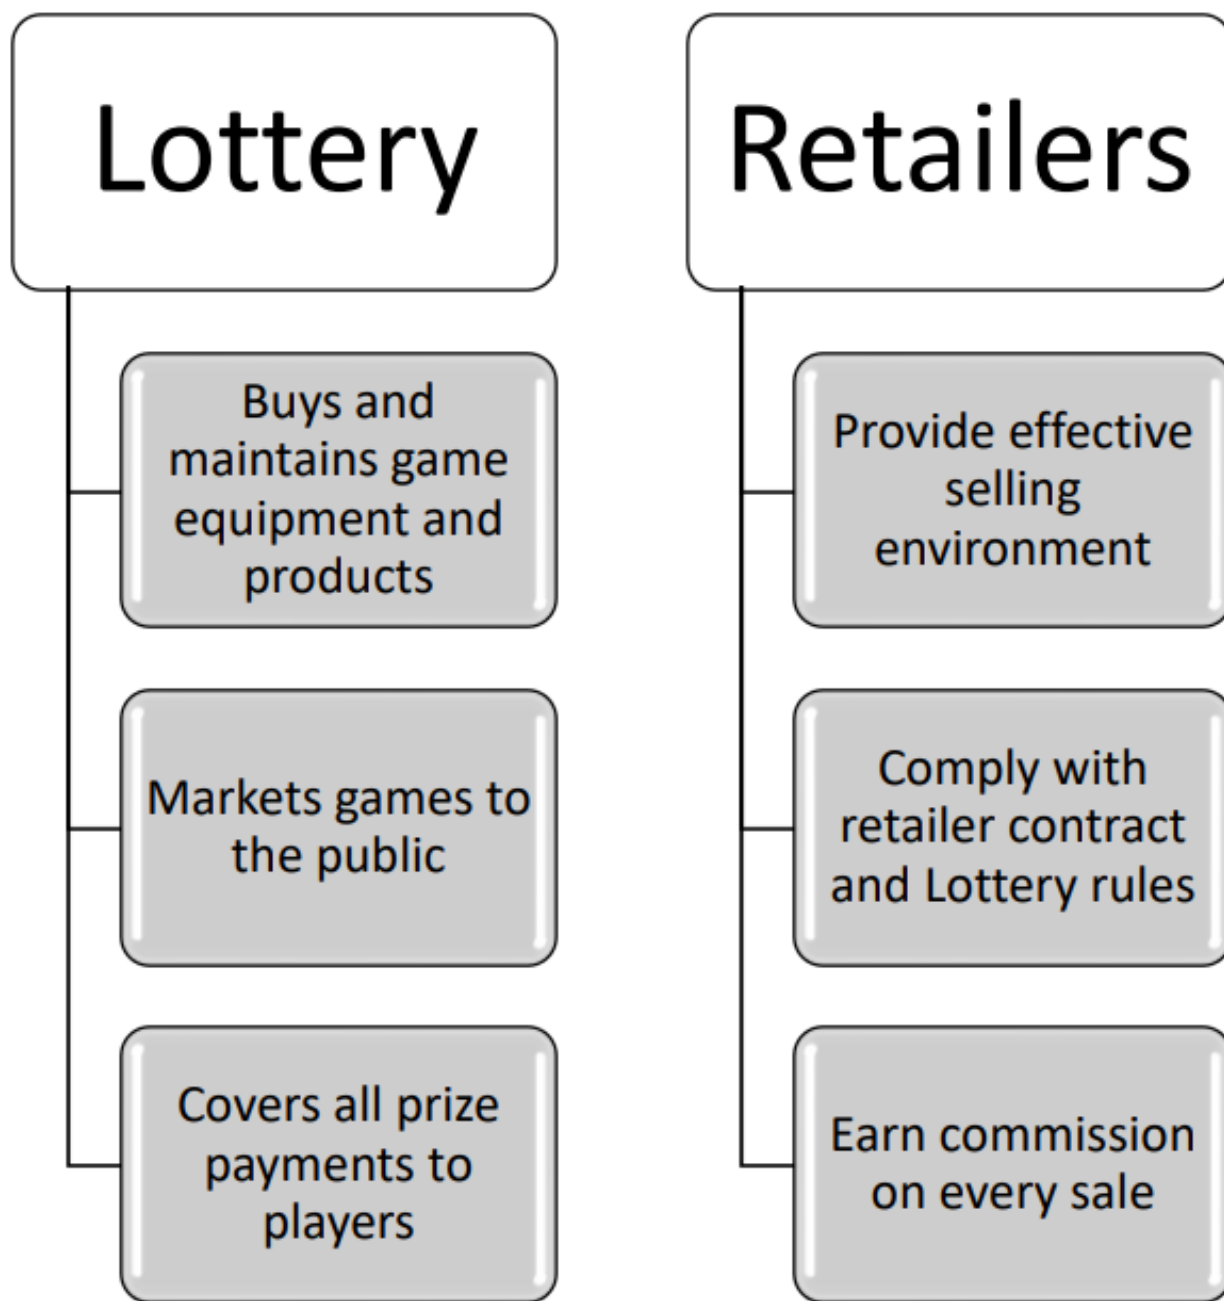 Lottery
Buys and
maintains game
equipment and
products
Markets games to
the public
Covers all prize
payments to
players
Retailers
Provide effective
selling
environment
Comply with
retailer contract
and Lottery rules
Earn commission
on every sale